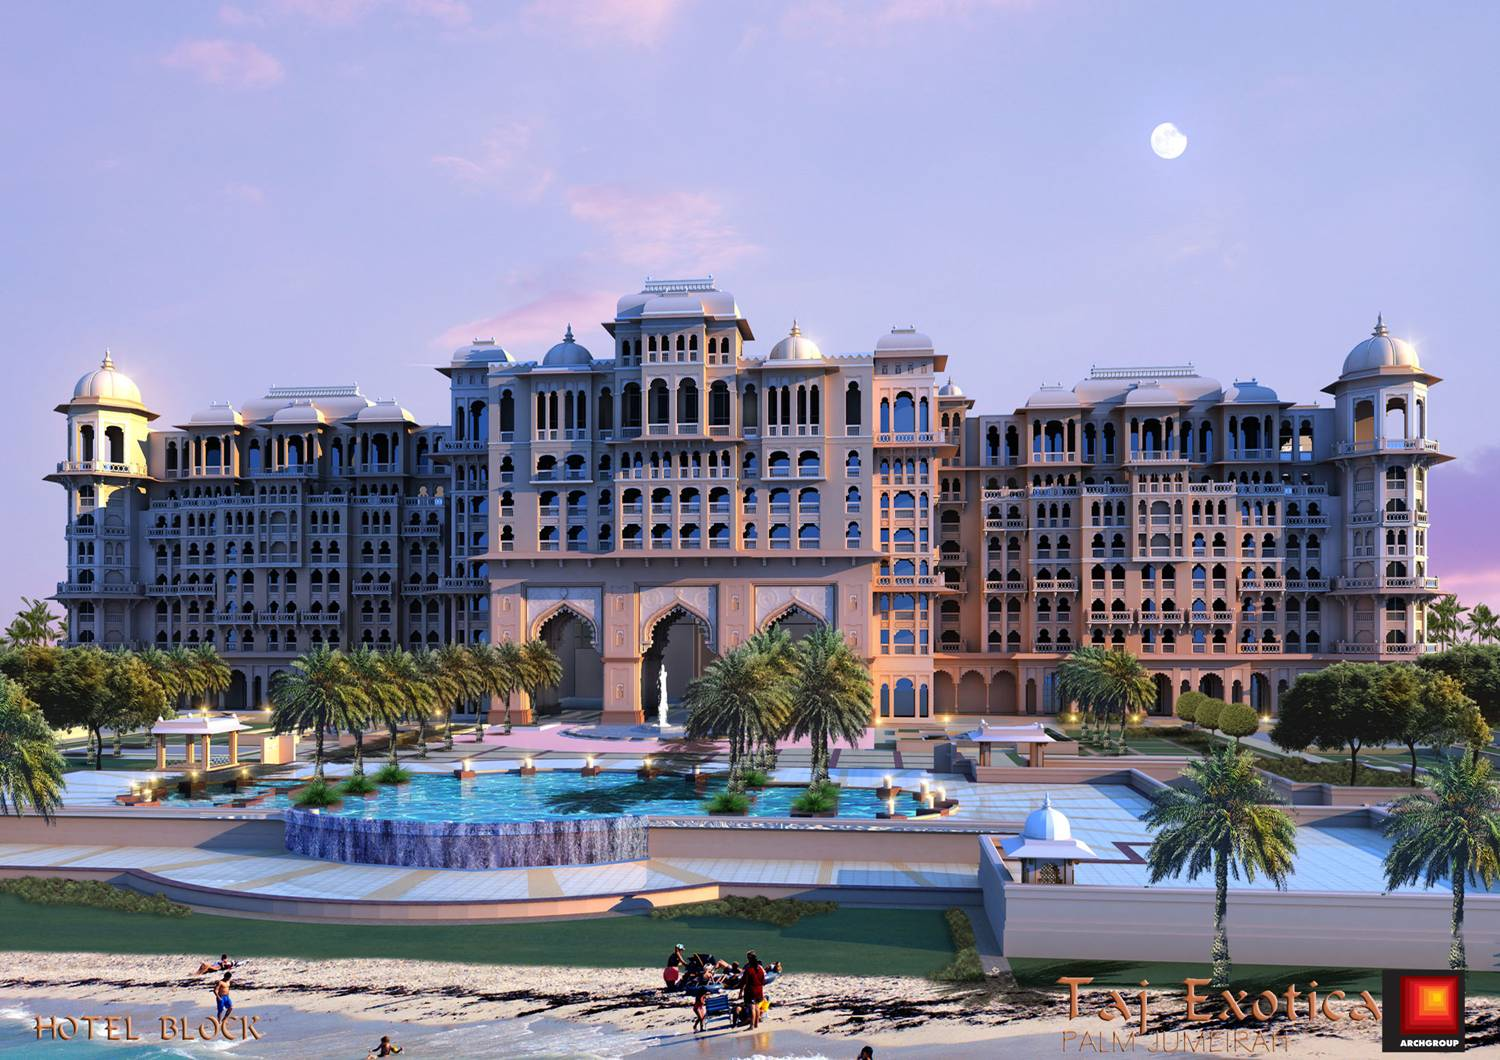 HOTEL BLOCK
Taj Exotica
PALM JUMEIRAH
ARCHGROUP